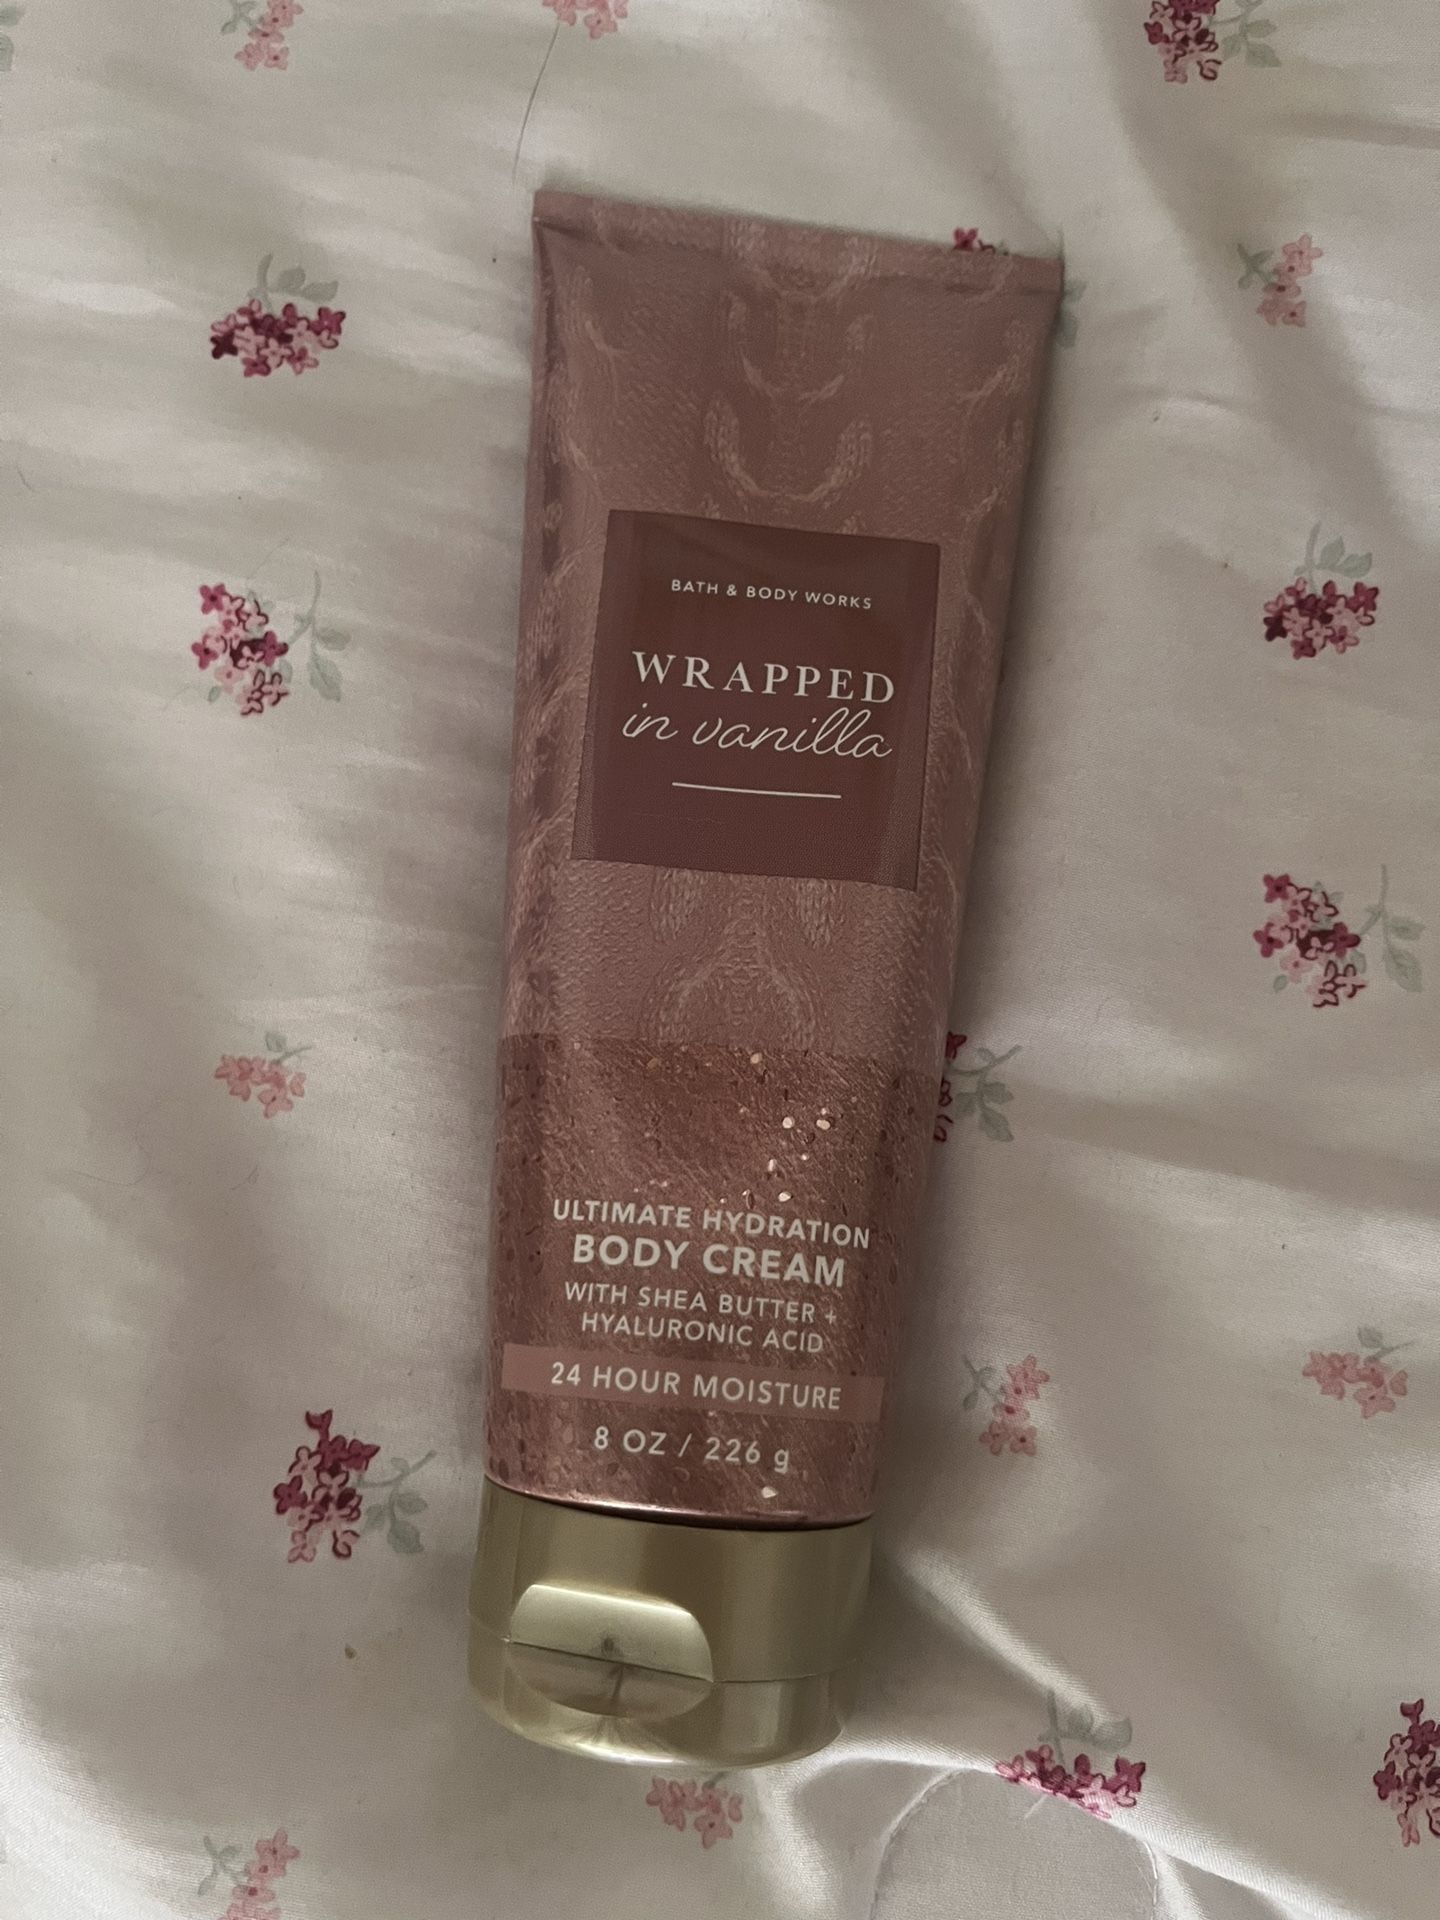 BATH & BODY WORKS
WRAPPED
in vanilla
ULTIMATE HYDRATION
BODY CREAM
WITH SHEA BUTTER +
HYALURONIC ACID
24 HOUR MOISTURE
8 OZ / 226 g